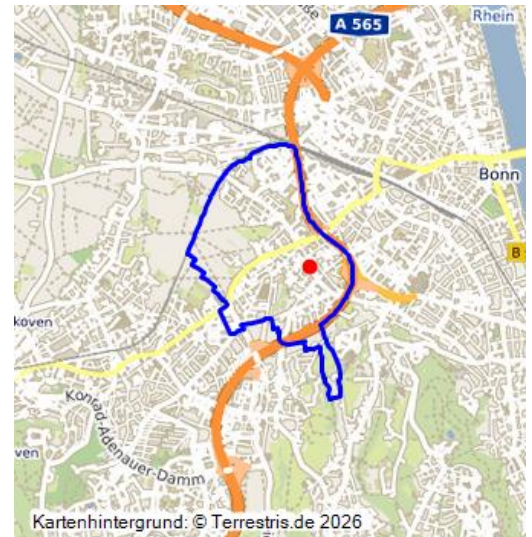 A 565
Rhein
Bonn
B
koven
Konrad-Adenauer-Damm
ven
Kartenhintergrund: © Terrestris.de 2026